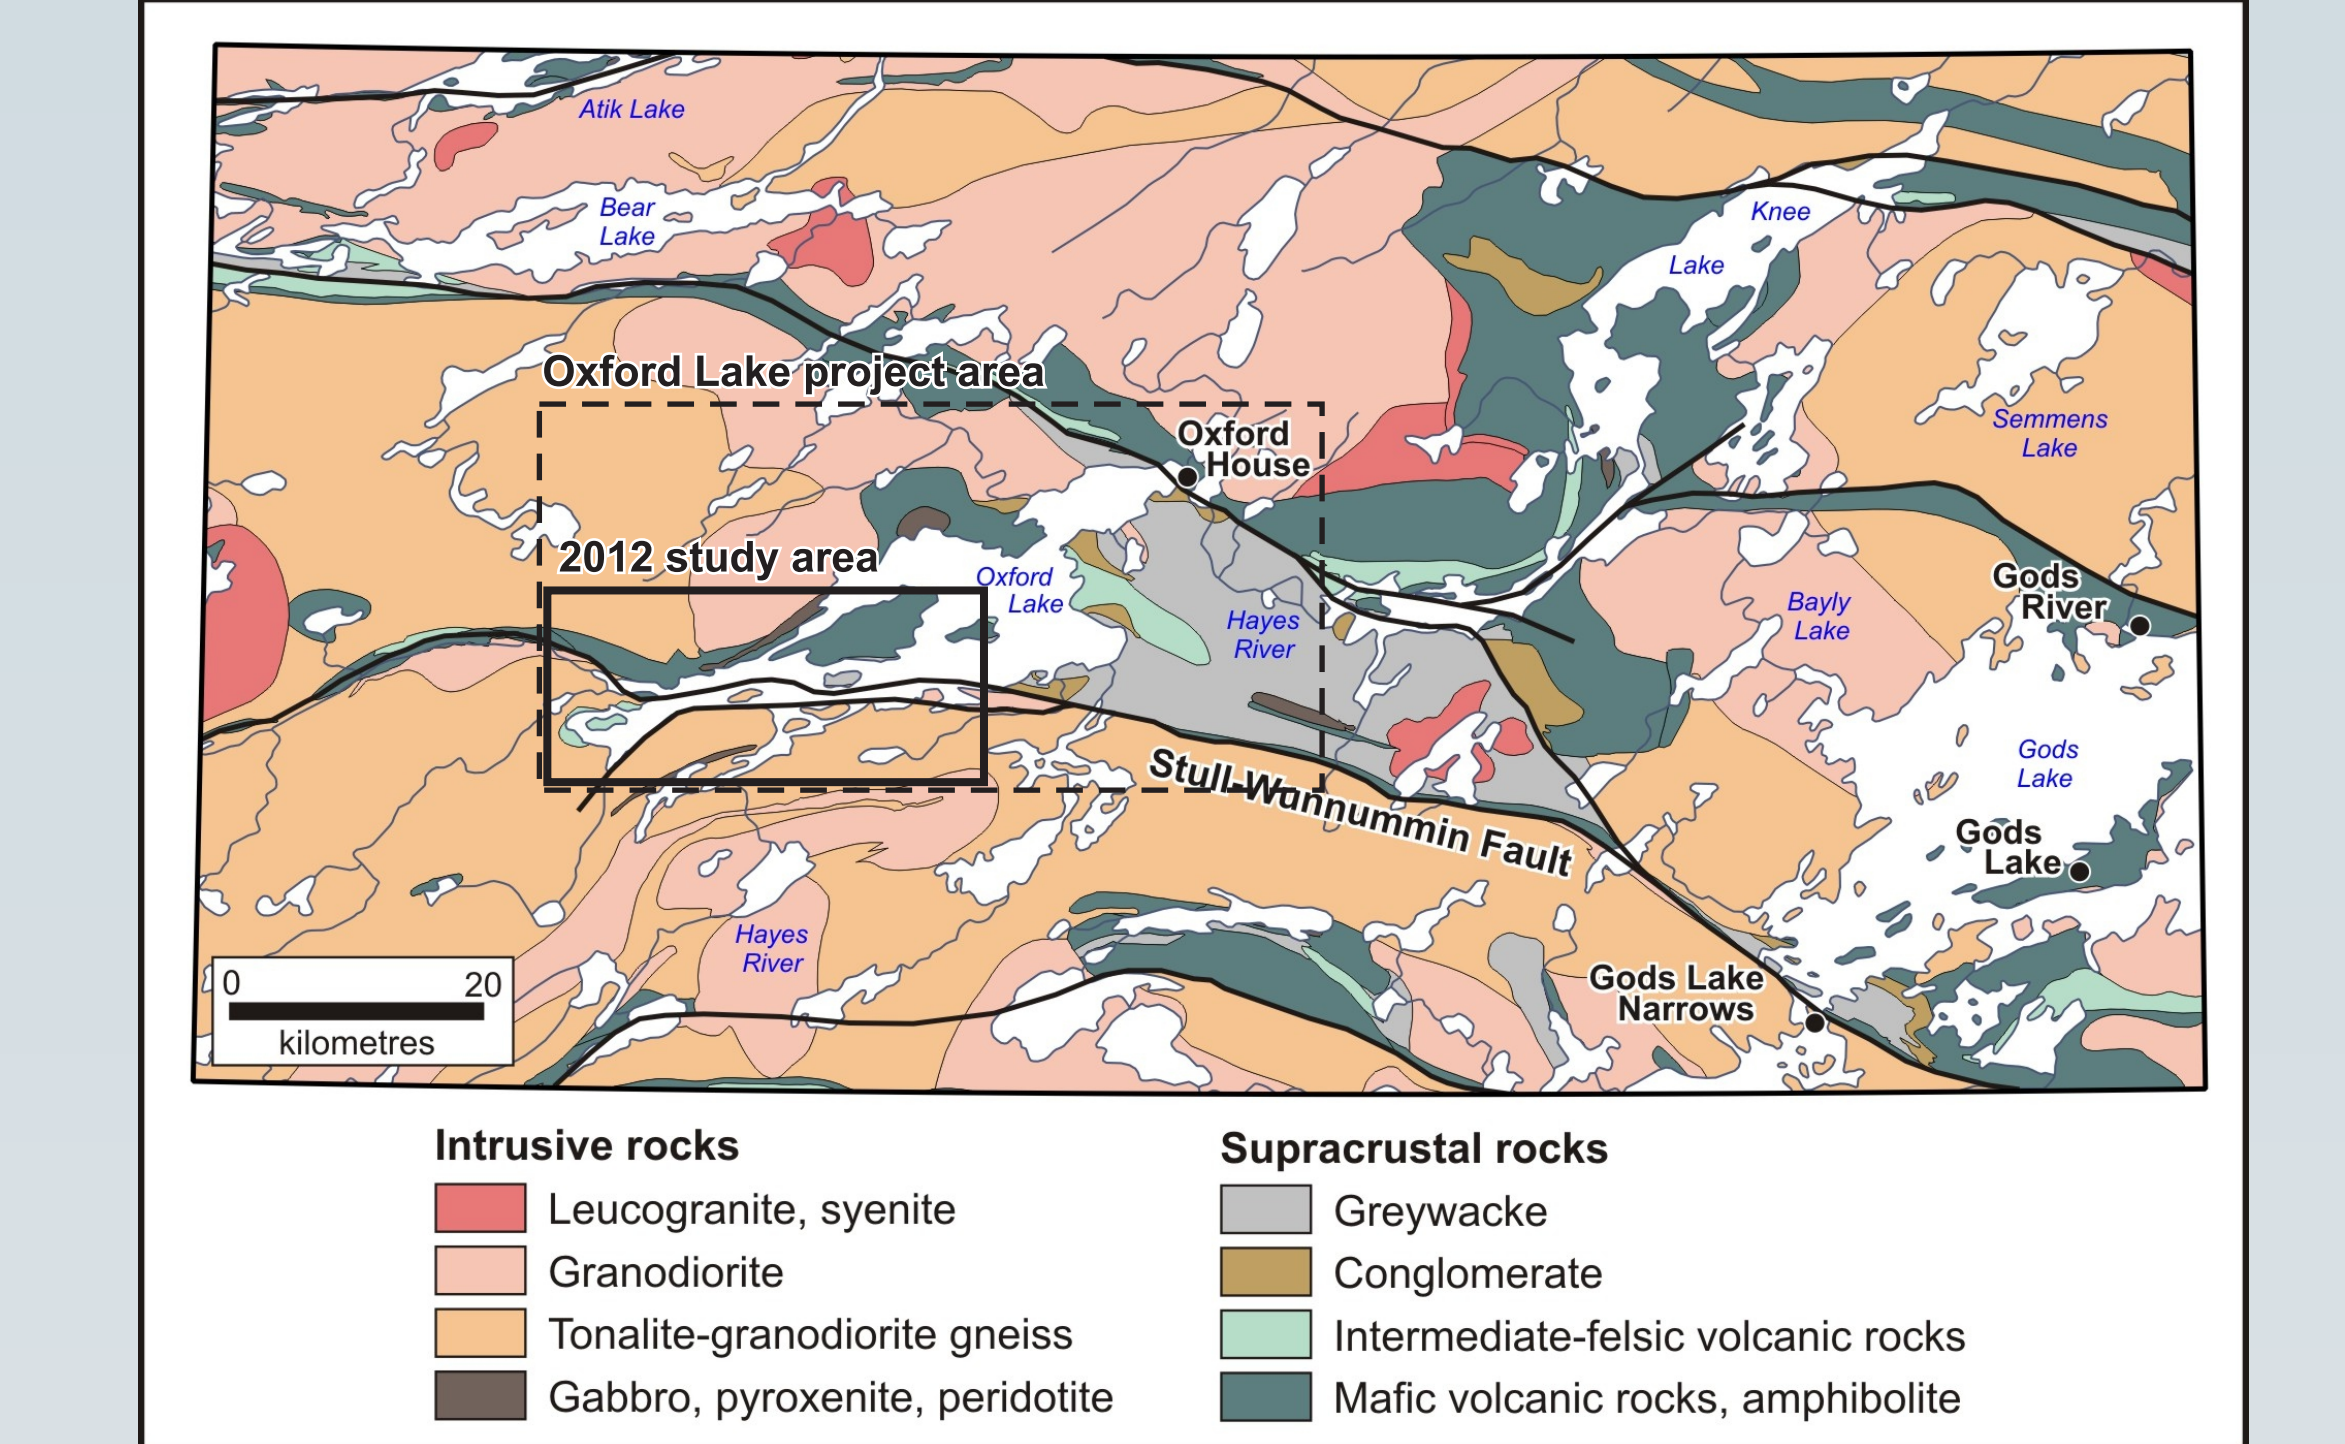 Atik Lake
Bear
Lake
Knee
Lake
Oxford Lake project area
Oxford
House
Semmens
Lake
2012 study area
Oxford
Lake
Hayes
River
Bayly
Lake
Gods
River
Gods
Lake
Stull-Wunnummin Fault
Gods
Lake
Hayes
River
Gods Lake
Narrows
0 20
kilometres
Intrusive rocks
Leucogranite, syenite
Granodiorite
Tonalite-granodiorite gneiss
Gabbro, pyroxenite, peridotite
Supracrustal rocks
Greywacke
Conglomerate
Intermediate-felsic volcanic rocks
Mafic volcanic rocks, amphibolite